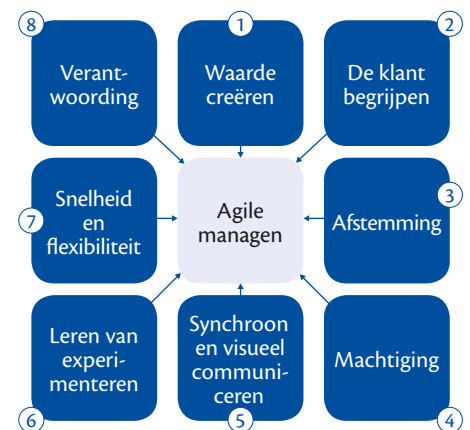 8
Verant-
woording
1
Waarde
creëren
2
De klant
begrijpen
7
Snelheid
en
flexibiliteit
Agile
managen
3
Afstemming
6
Leren van
experi-
menteren
5
Synchroon
en visueel
communi-
ceren
4
Machtiging